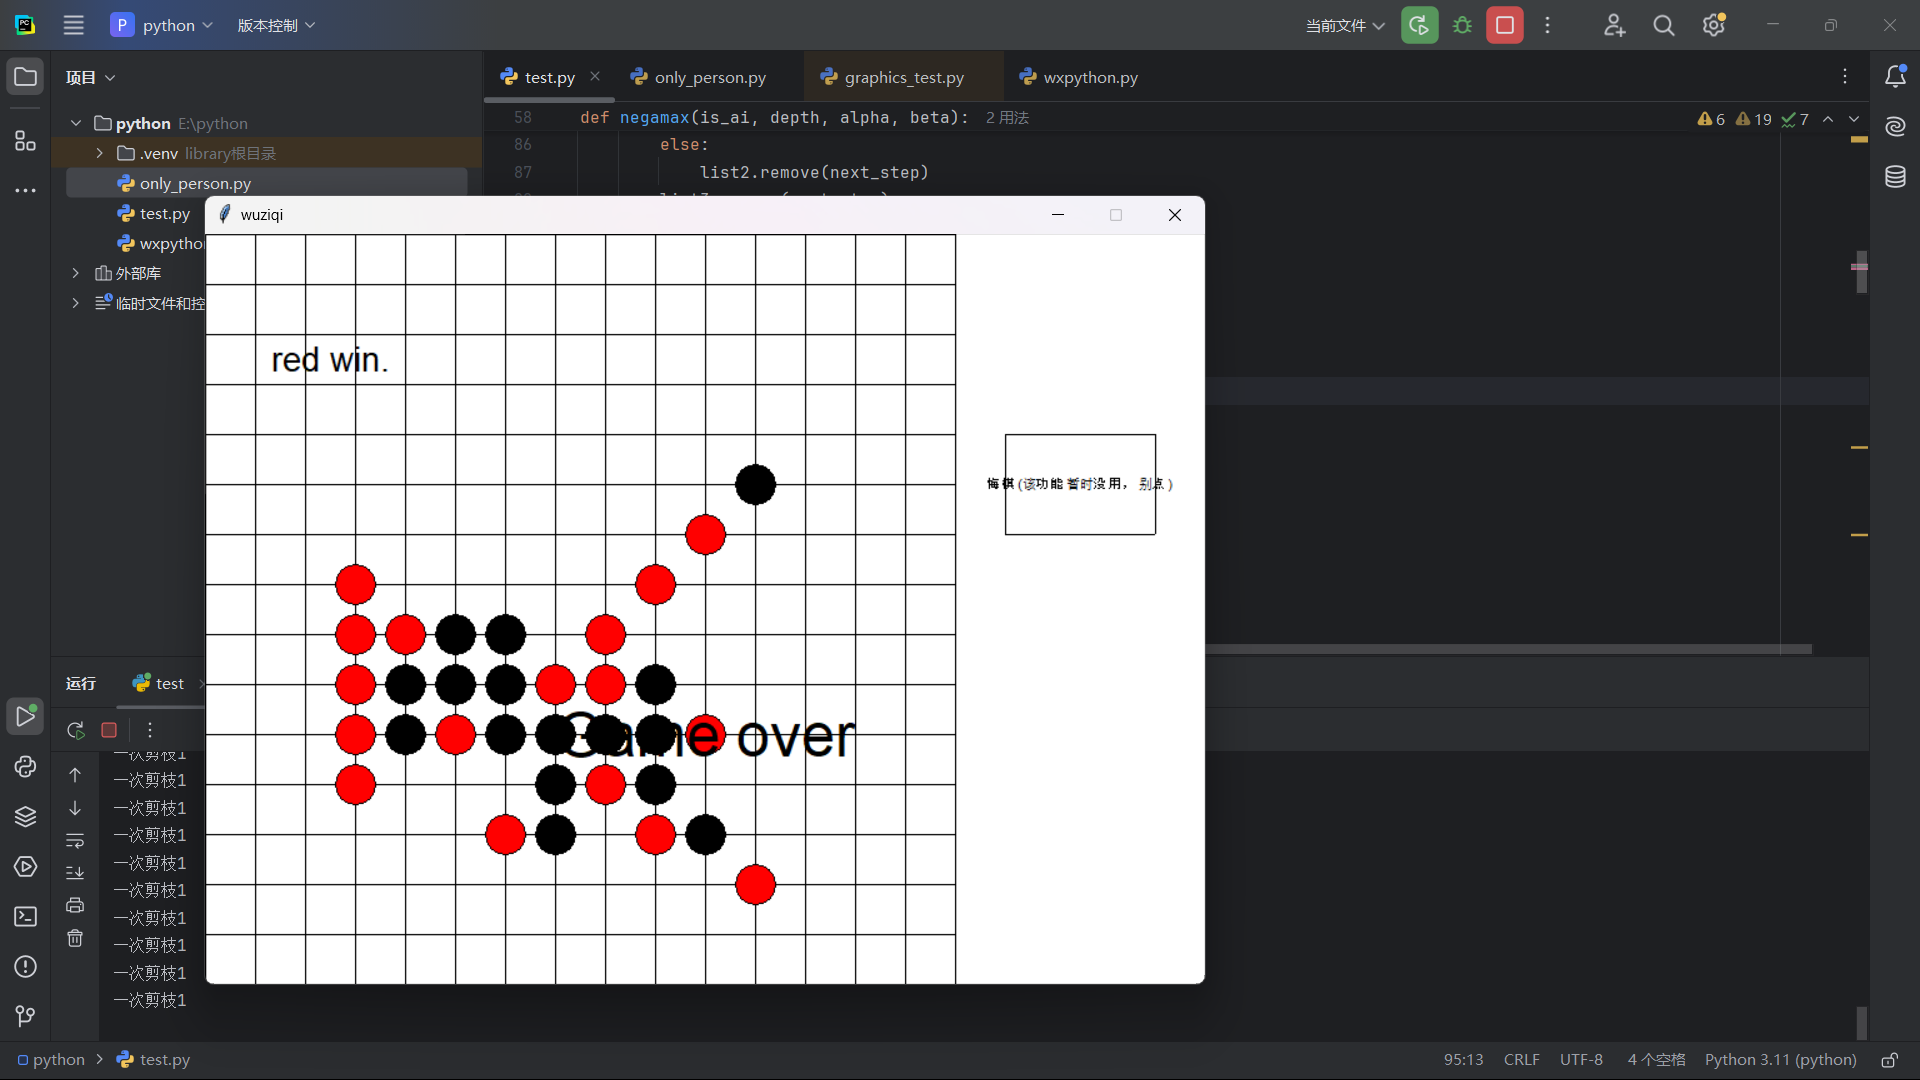 P python 版本控制 当前文件
项目 test.py only_person.py graphics_test.py wxpython.py
python E:\python
.venv library根目录
only_person.py
test.py
wxpytho
外部库
临时文件和控
58 def negamax(is_ai, depth, alpha, beta): 2 用法
6 19 7
86 else:
87 list2.remove(next_step)
wuziqi
red win.
悔棋(该功能暂时没用，别点)
Game over
运行 test
一次剪枝1
一次剪枝1
一次剪枝1
一次剪枝1
一次剪枝1
一次剪枝1
一次剪枝1
一次剪枝1
一次剪枝1
一次剪枝1
python test.py 95:13 CRLF UTF-8 4 个空格 Python 3.11 (python)